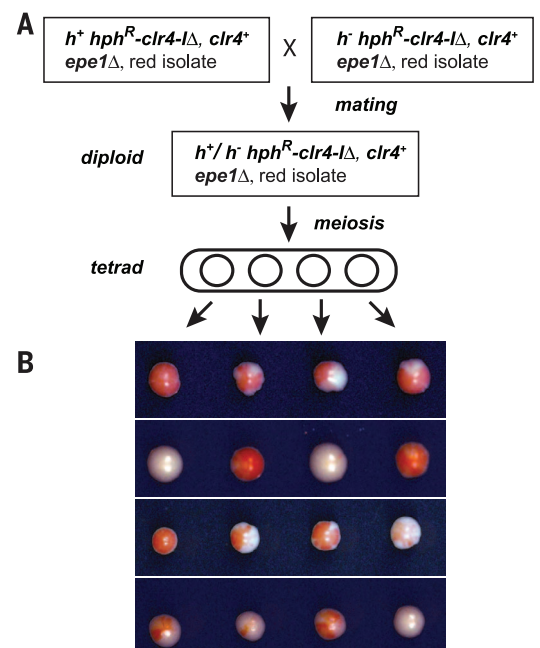 A
h⁺ hphᴿ-clr4-IΔ, clr4⁺
epe1Δ, red isolate
X
h⁻ hphᴿ-clr4-IΔ, clr4⁺
epe1Δ, red isolate
mating
diploid
h⁺/ h⁻ hphᴿ-clr4-IΔ, clr4⁺
epe1Δ, red isolate
meiosis
tetrad
B